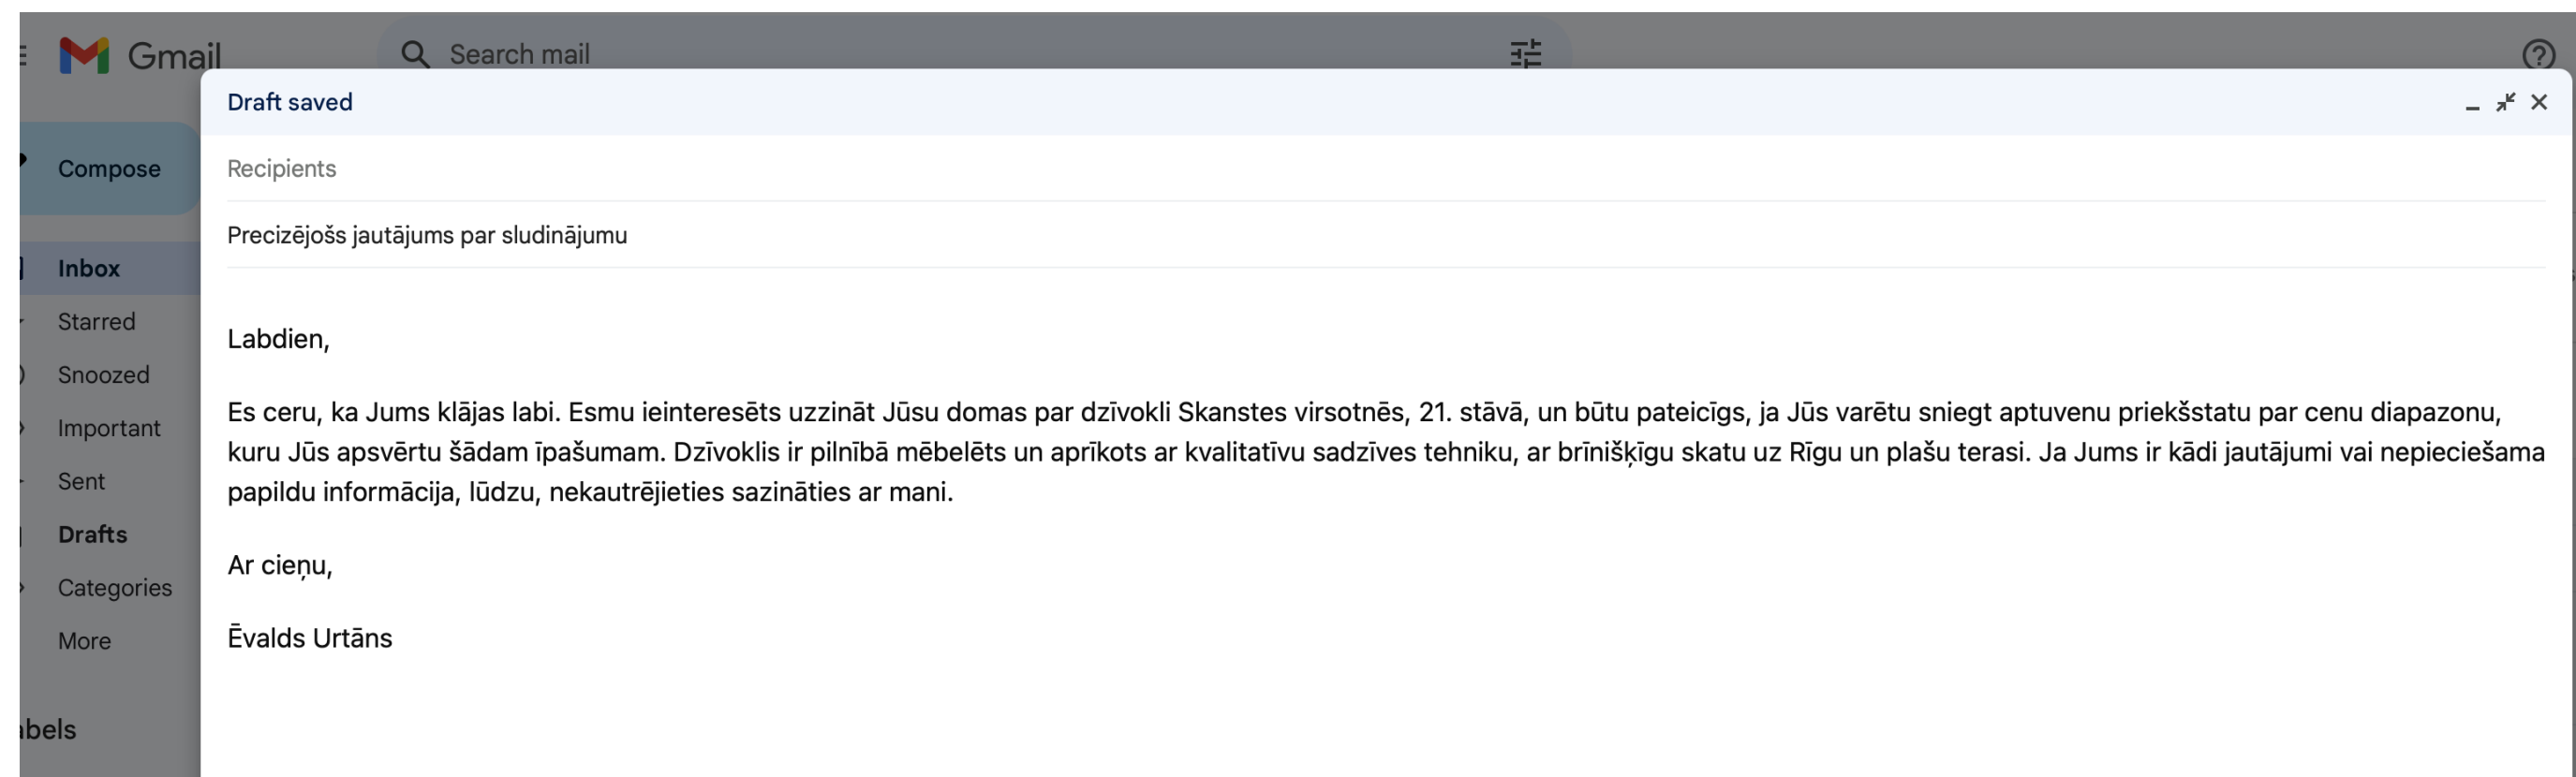 Gmail
Search mail
Draft saved
Compose
Recipients
Precizējošs jautājums par sludinājumu
Inbox
Starred
Snoozed
Important
Sent
Drafts
Categories
More
Labdien,
Es ceru, ka Jums klājas labi. Esmu ieinteresēts uzzināt Jūsu domas par dzīvokli Skanstes virsotnēs, 21. stāvā, un būtu pateicīgs, ja Jūs varētu sniegt aptuvenu priekšstatu par cenu diapazonu,
kuru Jūs apsvērtu šādam īpašumam. Dzīvoklis ir pilnībā mēbelēts un aprīkots ar kvalitatīvu sadzīves tehniku, ar brīnišķīgu skatu uz Rīgu un plašu terasi. Ja Jums ir kādi jautājumi vai nepieciešama
papildu informācija, lūdzu, nekautrējieties sazināties ar mani.
Ar cieņu,
Ēvalds Urtāns
abels